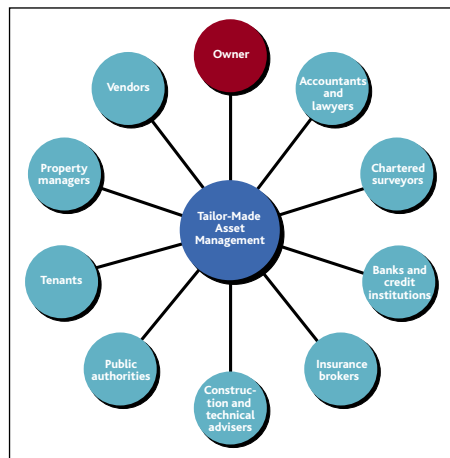 Owner
Accountants
and
lawyers
Chartered
surveyors
Banks and
credit
institutions
Insurance
brokers
Construc-
tion and
technical
advisers
Public
authorities
Tenants
Property
managers
Vendors
Tailor-Made
Asset
Management